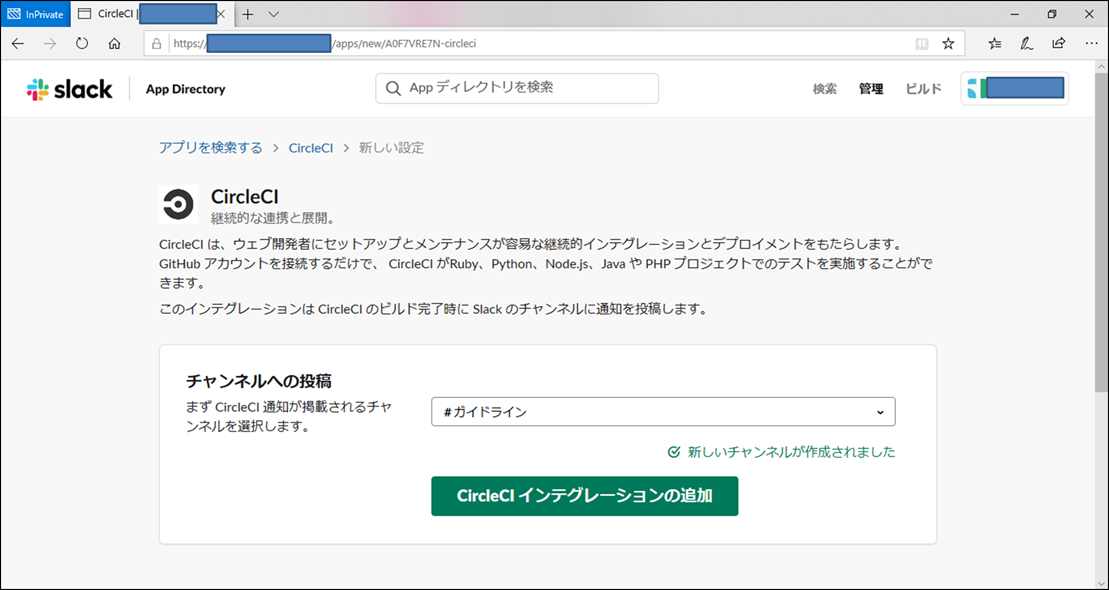 InPrivate
CircleCI |
https:// /apps/new/A0F7VRE7N-circleci
slack
App Directory
App ディレクトリを検索
検索 管理 ビルド
アプリを検索する > CircleCI > 新しい設定
CircleCI
継続的な連携と展開。
CircleCI は、ウェブ開発者にセットアップとメンテナンスが容易な継続的インテグレーションとデプロイメントをもたらします。
GitHub アカウントを接続するだけで、 CircleCI がRuby、Python、Node.js、Java や PHP プロジェクトでのテストを実施することがで
きます。
このインテグレーションは CircleCI のビルド完了時に Slack のチャンネルに通知を投稿します。
チャンネルへの投稿
まず CircleCI 通知が掲載されるチャ
ンネルを選択します。
#ガイドライン
新しいチャンネルが作成されました
CircleCI インテグレーションの追加